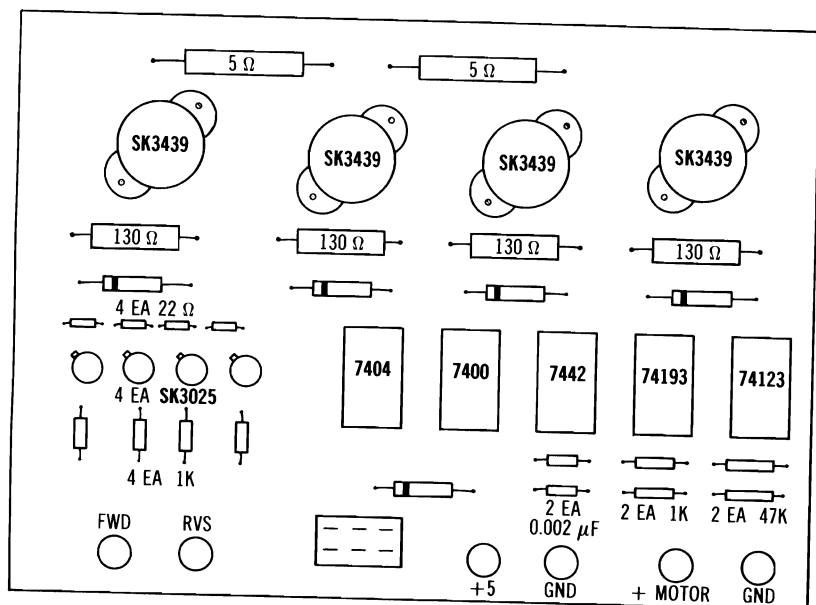 5 Ω 5 Ω
SK3439 SK3439 SK3439 SK3439
130 Ω 130 Ω 130 Ω 130 Ω
4 EA 22 Ω
7404 7400 7442 74193 74123
4 EA SK3025
4 EA 1K
2 EA 0.002 μF
2 EA 1K
2 EA 47K
FWD RVS
+5 GND + MOTOR GND